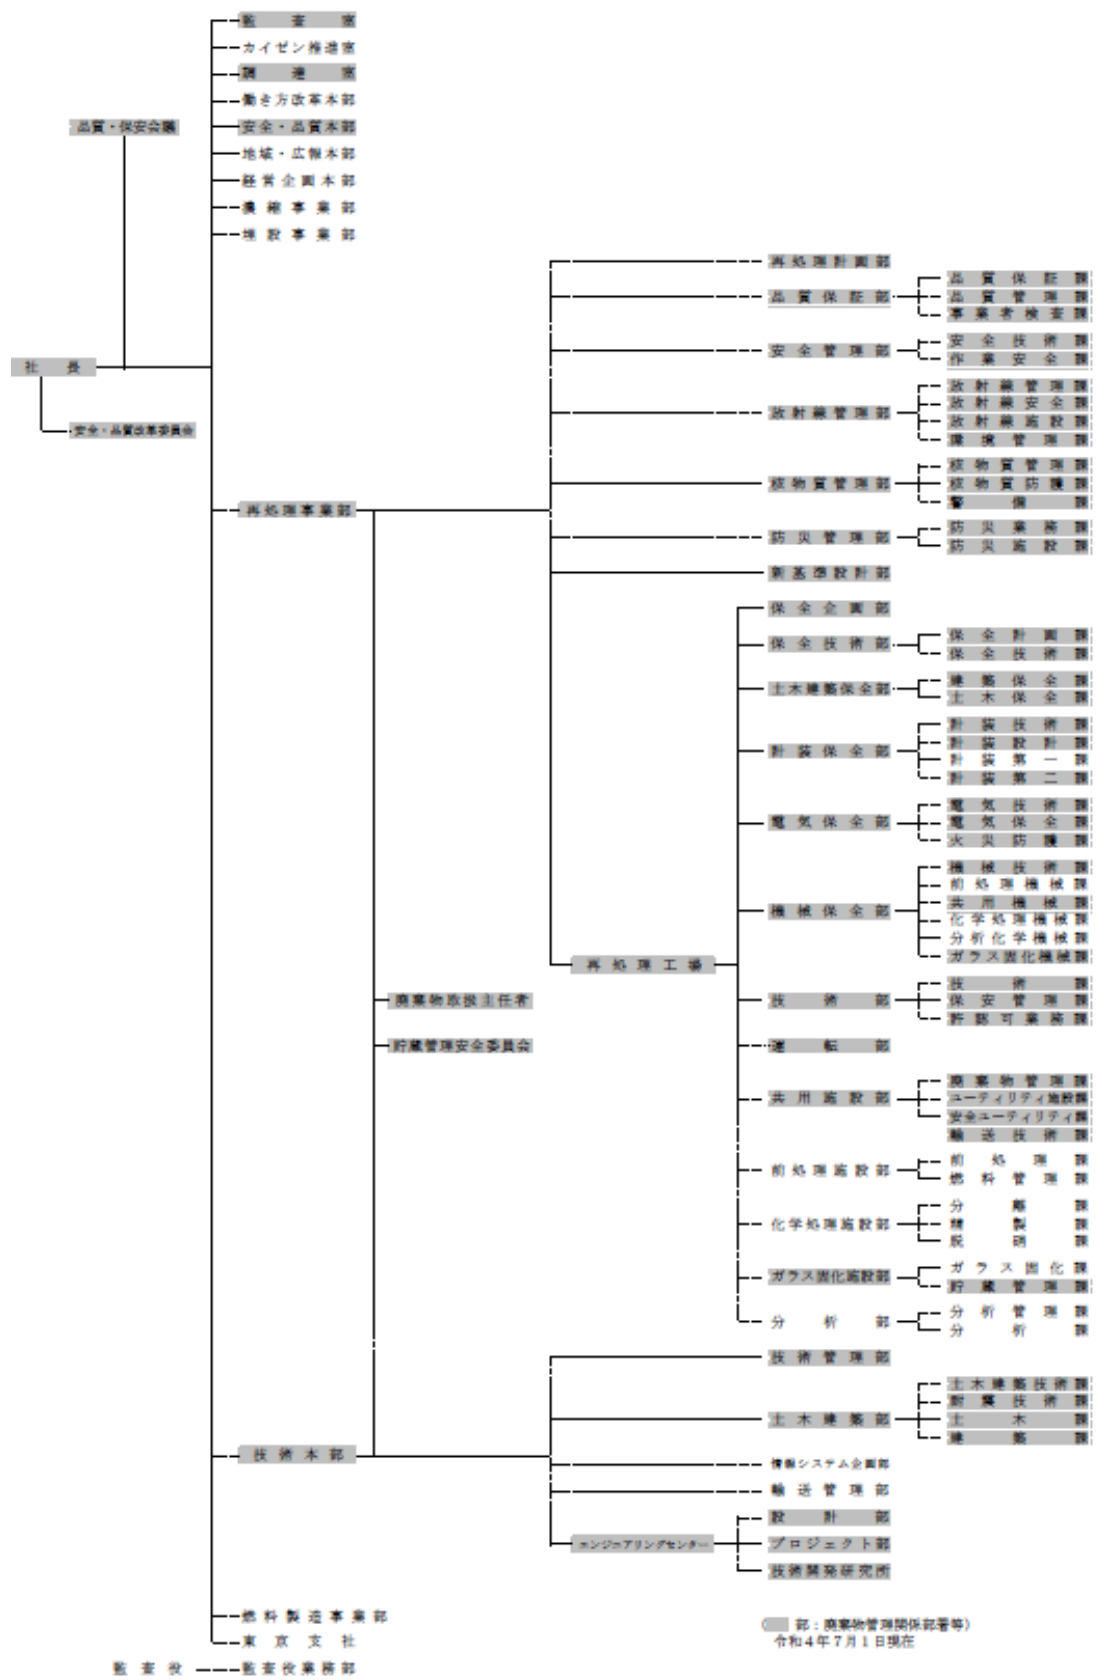 監査室
カイゼン推進室
調達室
働き方改革本部
品質・保安会議
安全・品質本部
地域・広報本部
経営企画本部
濃縮事業部
埋設事業部
再処理計画部
品質保証部
品質保証課
品質管理課
事業者検査課
安全管理部
安全技術課
作業安全課
社長
安全・品質改革委員会
放射線管理部
放射線管理課
放射線安全課
放射線施設課
環境管理課
核物質管理部
核物質管理課
核物質防護課
警備課
再処理事業部
防災管理部
防災業務課
防災施設課
新基準設計部
保全企画部
保全技術部
保全計画課
保全技術課
土木建築保全部
建築保全課
土木保全課
計装保全部
計装技術課
計装設計課
計装第一課
計装第二課
電気保全部
電気技術課
電気保全課
火災防護課
機械保全部
機械技術課
前処理機械課
共用機械課
化学処理機械課
分析化学機械課
ガラス固化機械課
再処理工場
廃棄物取扱主任者
貯蔵管理安全委員会
技術部
技術課
保安管理課
許認可業務課
運転部
共用施設部
廃棄物管理課
ユーティリティ施設課
安全ユーティリティ課
輸送技術課
前処理施設部
前処理課
燃料管理課
化学処理施設部
分離課
精製課
脱硝課
ガラス固化施設部
ガラス固化課
貯蔵管理課
分析部
分析管理課
分析課
技術管理部
土木建築部
土木建築技術課
耐震技術課
土木課
建築課
技術本部
情報システム企画部
輸送管理部
エンジニアリングセンター
設計部
プロジェクト部
技術開発研究所
燃料製造事業部
東京支社
監査役
監査役業務部
(　部:廃棄物管理関係部署等)
令和4年7月1日現在